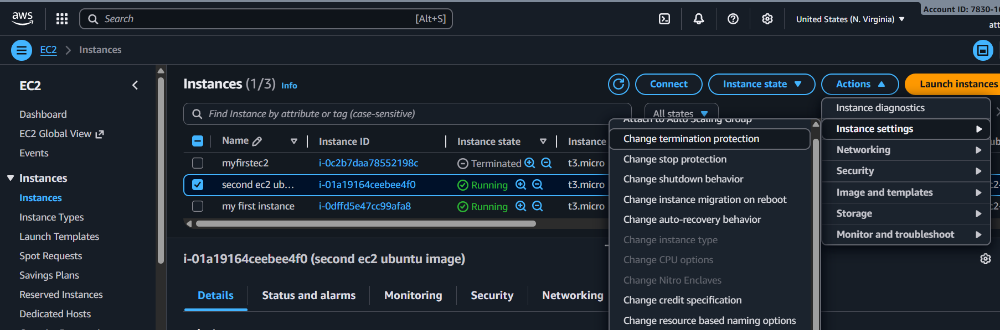 Account ID: 7830-1
aws
Search [Alt+S]
United States (N. Virginia)
att
EC2 > Instances
EC2
Dashboard
EC2 Global View
Events
Instances
Instances
Instance Types
Launch Templates
Spot Requests
Savings Plans
Reserved Instances
Dedicated Hosts
Instances (1/3) Info
Connect
Instance state
Actions
Launch instances
Find Instance by attribute or tag (case-sensitive)
All states
Name Instance ID Instance state Instance
myfirstec2 i-0c2b7daa78552198c Terminated t3.micro
second ec2 ub... i-01a19164ceebee4f0 Running t3.micro
my first instance i-0dffd5e47cc99afa8 Running t3.micro
Instance diagnostics
Instance settings
Networking
Security
Image and templates
Storage
Monitor and troubleshoot
Attach to Auto Scaling Group
Change termination protection
Change stop protection
Change shutdown behavior
Change instance migration on reboot
Change auto-recovery behavior
Change instance type
Change CPU options
Change Nitro Enclaves
Change credit specification
Change resource based naming options
i-01a19164ceebee4f0 (second ec2 ubuntu image)
Details Status and alarms Monitoring Security Networking